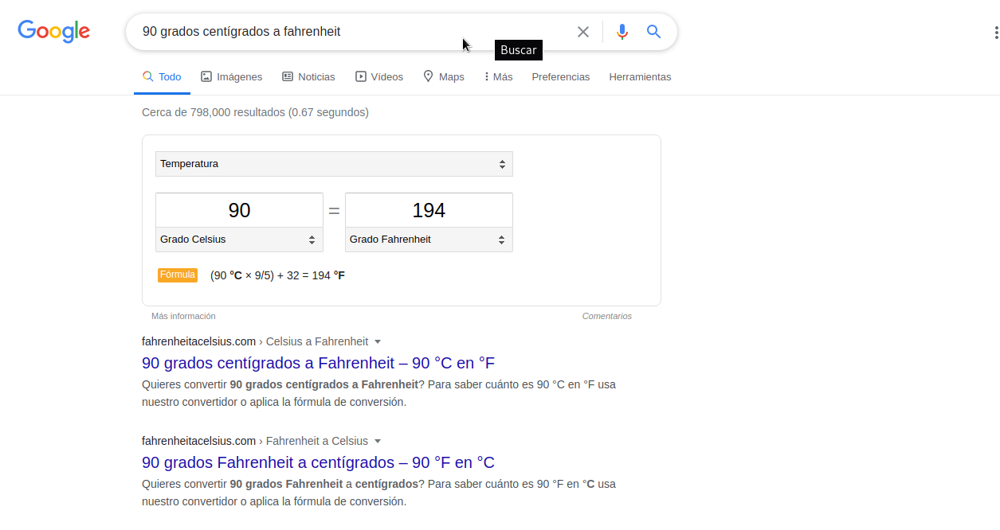 Google
90 grados centígrados a fahrenheit
Buscar
Todo Imágenes Noticias Vídeos Maps Más Preferencias Herramientas
Cerca de 798,000 resultados (0.67 segundos)
Temperatura
90 = 194
Grado Celsius Grado Fahrenheit
Fórmula (90 °C × 9/5) + 32 = 194 °F
Más información Comentarios
fahrenheitacelsius.com › Celsius a Fahrenheit
90 grados centígrados a Fahrenheit – 90 °C en °F
Quieres convertir 90 grados centígrados a Fahrenheit? Para saber cuánto es 90 °C en °F usa
nuestro convertidor o aplica la fórmula de conversión.
fahrenheitacelsius.com › Fahrenheit a Celsius
90 grados Fahrenheit a centígrados – 90 °F en °C
Quieres convertir 90 grados Fahrenheit a centígrados? Para saber cuánto es 90 °F en °C usa
nuestro convertidor o aplica la fórmula de conversión.